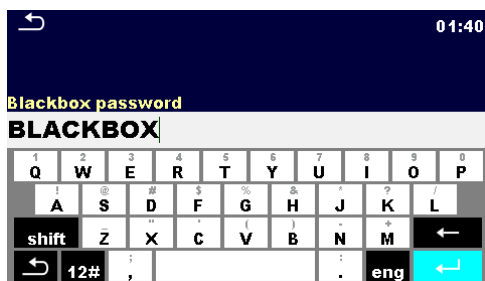 01:40
Blackbox password
BLACKBOX
1 2 3 4 5 6 7 8 9 0
Q W E R T Y U I O P
! @ # $ % & * ? /
A S D F G H J K L
_ " ' ( ) - +
shift Z X C V B N M
; :
12# , . eng